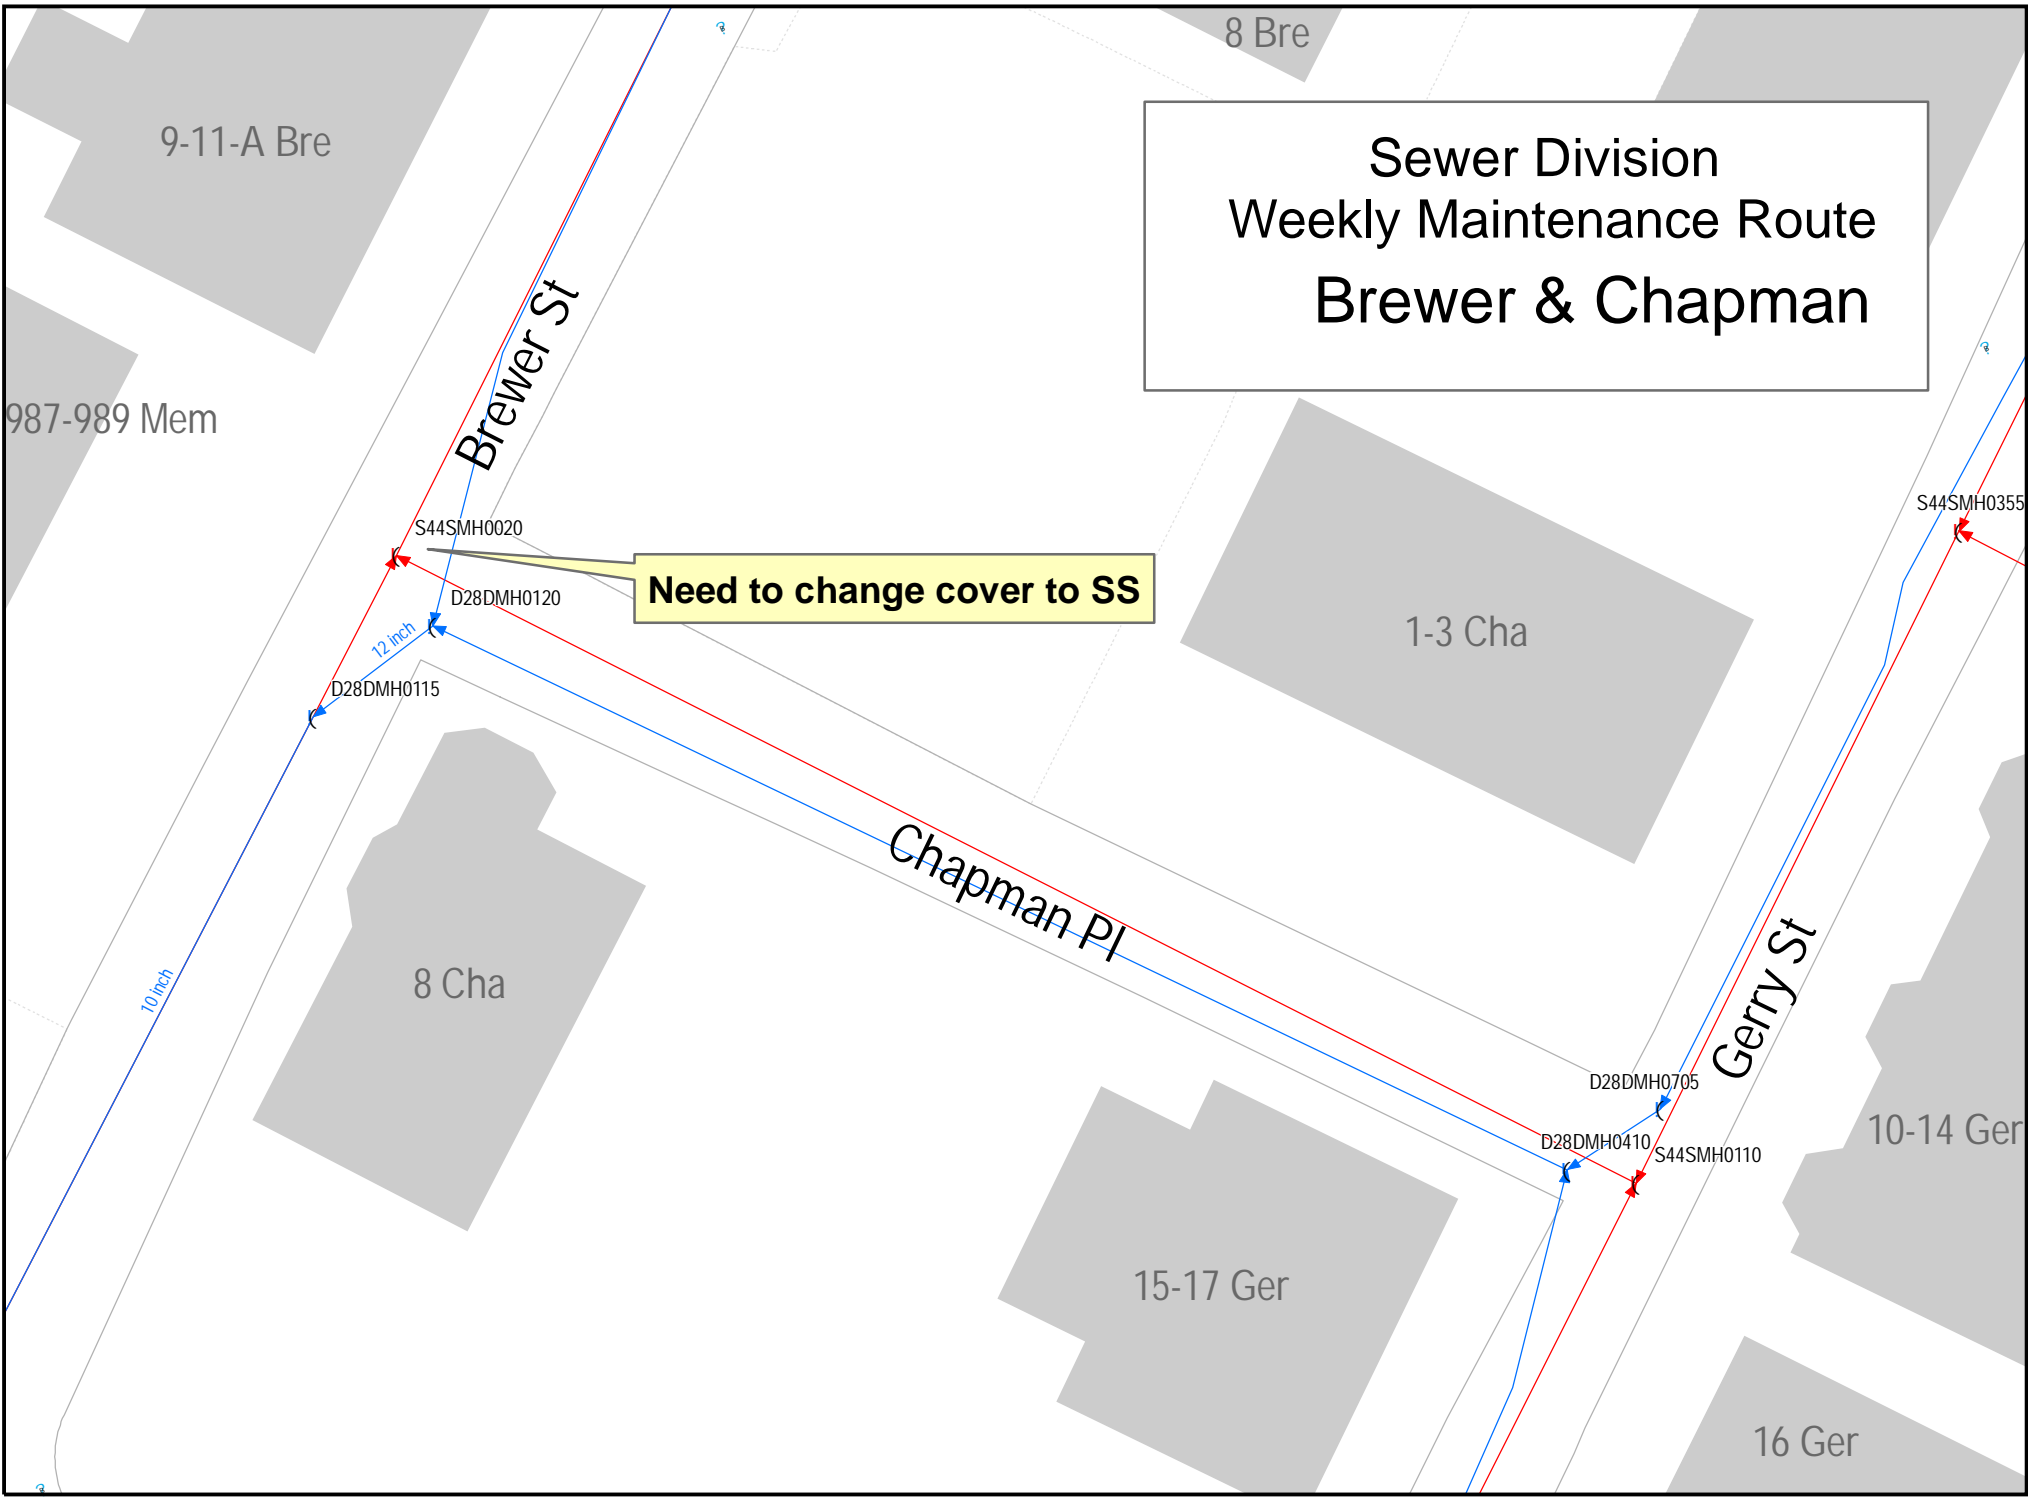 8 Bre
9-11-A Bre
Sewer Division
Weekly Maintenance Route
Brewer & Chapman
Brewer St
987-989 Mem
S44SMH0355
S44SMH0020
Need to change cover to SS
D28DMH0120
12 inch
1-3 Cha
D28DMH0115
Chapman Pl
Gerry St
8 Cha
10 inch
D28DMH0705
10-14 Ger
D28DMH0410
S44SMH0110
15-17 Ger
16 Ger